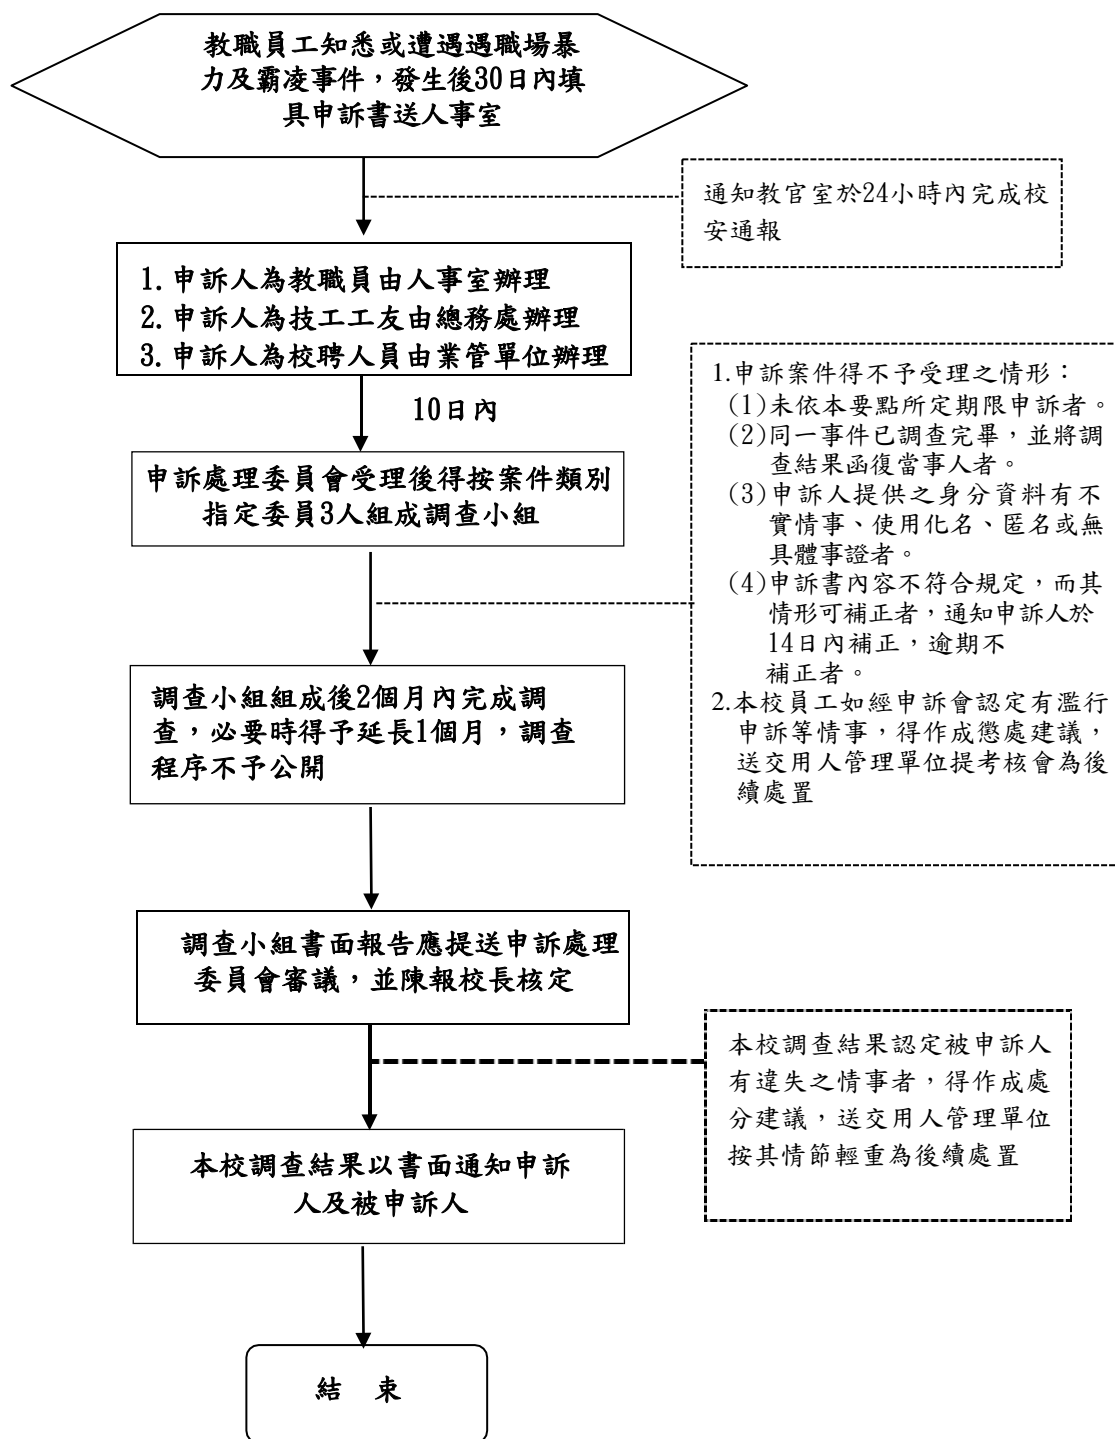 教職員工知悉或遭遇遇職場暴
力及霸凌事件，發生後30日內填
具申訴書送人事室
通知教官室於24小時內完成校
安通報
1. 申訴人為教職員由人事室辦理
2. 申訴人為技工工友由總務處辦理
3. 申訴人為校聘人員由業管單位辦理
10日內
申訴處理委員會受理後得按案件類別
指定委員3人組成調查小組
1.申訴案件得不予受理之情形：
(1)未依本要點所定期限申訴者。
(2)同一事件已調查完畢，並將調
查結果函復當事人者。
(3)申訴人提供之身分資料有不
實情事、使用化名、匿名或無
具體事證者。
(4)申訴書內容不符合規定，而其
情形可補正者，通知申訴人於
14日內補正，逾期不
補正者。
2.本校員工如經申訴會認定有濫行
申訴等情事，得作成懲處建議，
送交用人管理單位提考核會為後
續處置
調查小組組成後2個月內完成調
查，必要時得予延長1個月，調查
程序不予公開
調查小組書面報告應提送申訴處理
委員會審議，並陳報校長核定
本校調查結果認定被申訴人
有違失之情事者，得作成處
分建議，送交用人管理單位
按其情節輕重為後續處置
本校調查結果以書面通知申訴
人及被申訴人
結 束